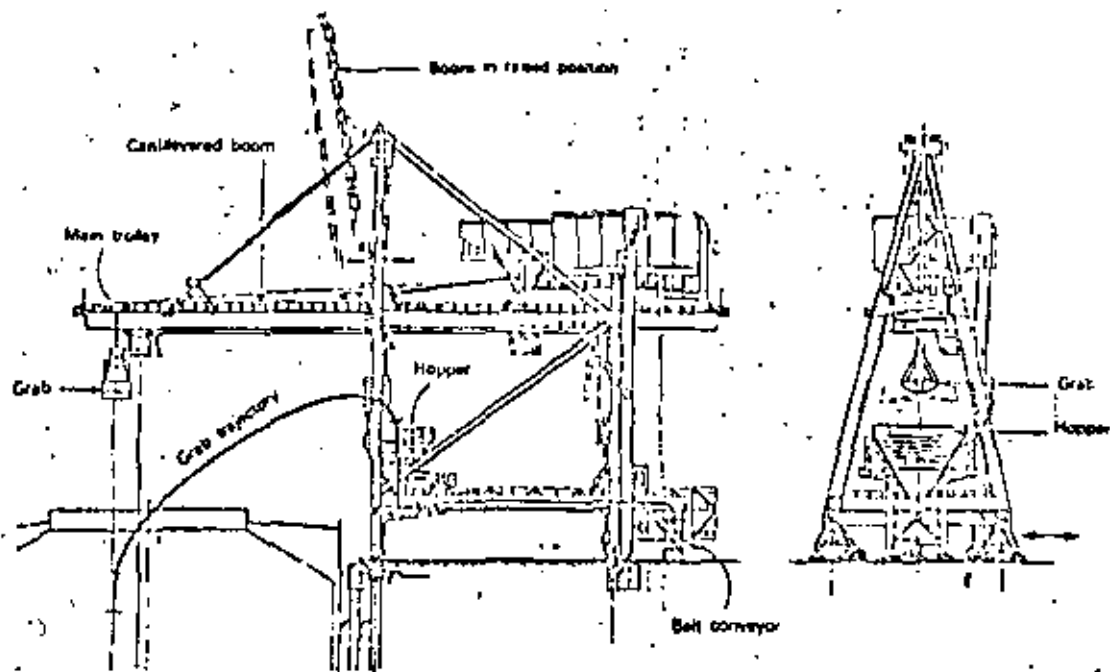 Boom in raised position
Cantilevered boom
Main trolley
Grab
Grab trajectory
Hopper
Belt conveyor
Grab
Hopper